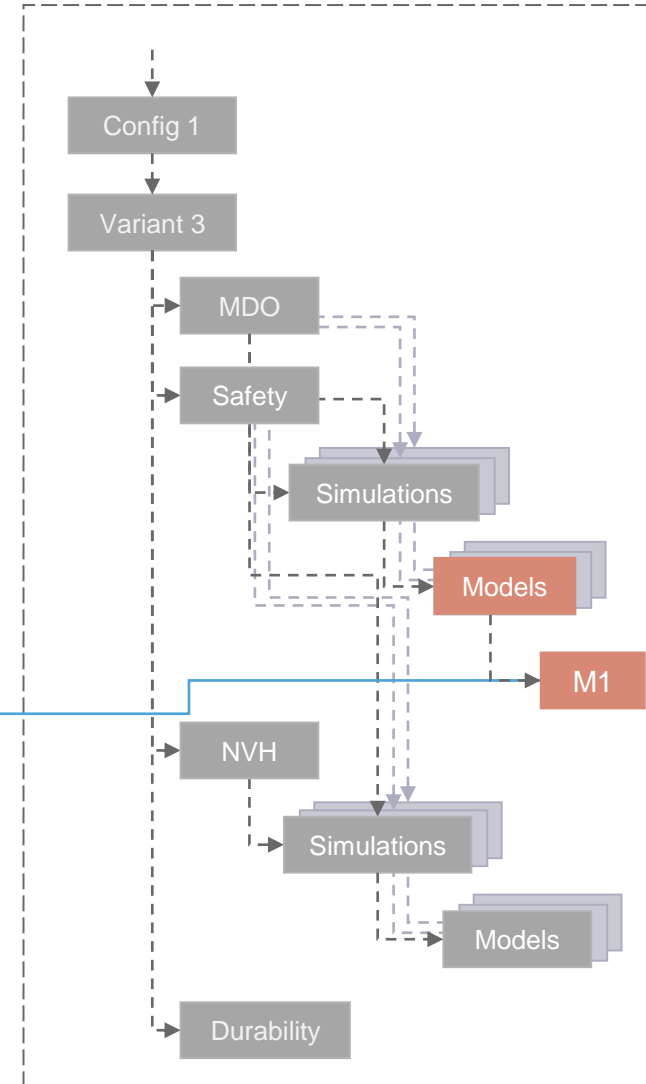 Config 1
Variant 3
MDO
Safety
Simulations
Models
M1
NVH
Simulations
Models
Durability